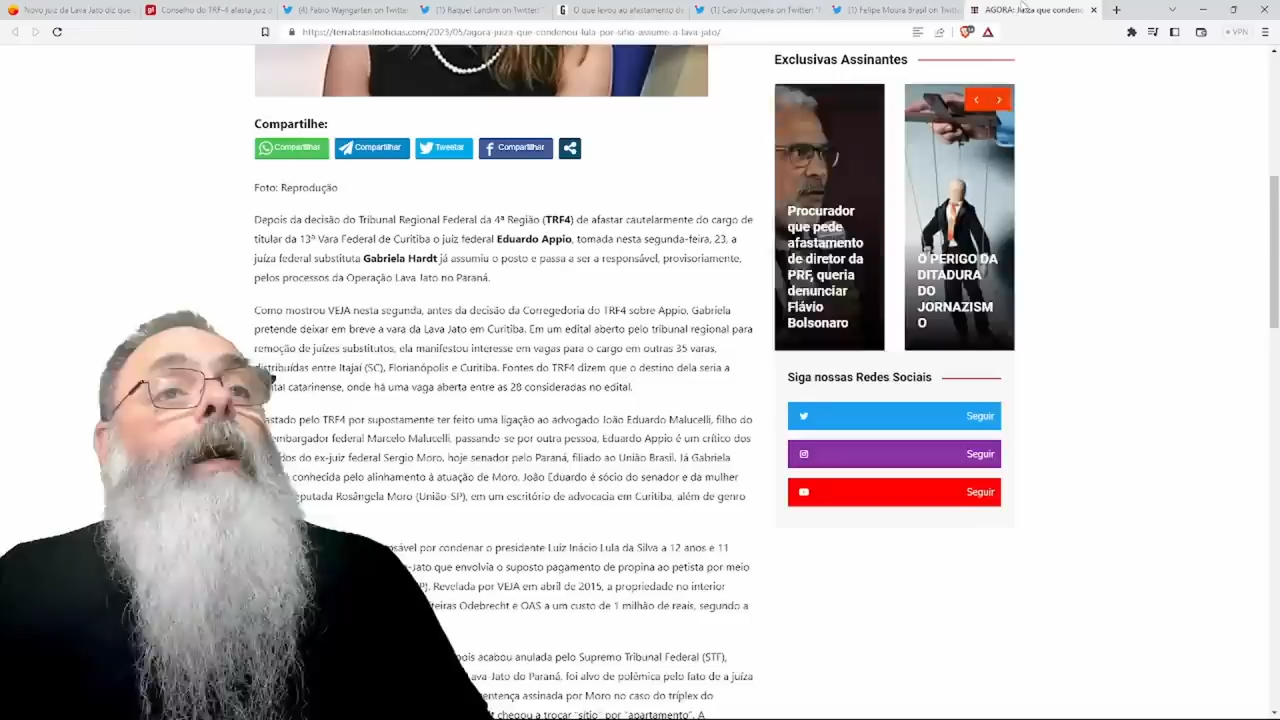 Novo juiz da Lava Jato diz que
Conselho do TRF4 afasta juiz d
(4) Fabio Wajngarten on Twitter:
(1) Raquel Landim on Twitter: "
O que levou ao afastamento de
(1) Caio Junqueira on Twitter: "
(1) Felipe Moura Brasil on Twitt
AGORA: Juíza que condenou
https://terrabrasilnoticias.com/2023/05/agora-juiza-que-condenou-lula-por-sitio-assume-a-lava-jato/
VPN
Exclusivas Assinantes
Compartilhe:
Compartilhar
Compartilhar
Tweetar
Compartilhar
Foto: Reprodução
Depois da decisão do Tribunal Regional Federal da 4ª Região (TRF4) de afastar cautelarmente do cargo de
titular da 13ª Vara Federal de Curitiba o juiz federal Eduardo Appio, tomada nesta segunda-feira, 23, a
juíza federal substituta Gabriela Hardt já assumiu o posto e passa a ser a responsável, provisoriamente,
pelos processos da Operação Lava Jato no Paraná.
Como mostrou VEJA nesta segunda, antes da decisão da Corregedoria do TRF4 sobre Appio, Gabriela
pretende deixar em breve a vara da Lava Jato em Curitiba. Em um edital aberto pelo tribunal regional para
remoção de juízes substitutos, ela manifestou interesse em vagas para o cargo em outras 35 varas,
distribuídas entre Itajaí (SC), Florianópolis e Curitiba. Fontes do TRF4 dizem que o destino dela seria a
ital catarinense, onde há uma vaga aberta entre as 28 consideradas no edital.
astado pelo TRF4 por supostamente ter feito uma ligação ao advogado João Eduardo Malucelli, filho do
embargador federal Marcelo Malucelli, passando-se por outra pessoa, Eduardo Appio é um crítico dos
dos do ex-juiz federal Sergio Moro, hoje senador pelo Paraná, filiado ao União Brasil. Já Gabriela
conhecida pelo alinhamento à atuação de Moro. João Eduardo é sócio do senador e da mulher
eputada Rosângela Moro (União-SP), em um escritório de advocacia em Curitiba, além de genro
nsável por condenar o presidente Luiz Inácio Lula da Silva a 12 anos e 11
-Jato que envolvia o suposto pagamento de propina ao petista por meio
P). Revelada por VEJA em abril de 2015, a propriedade no interior
teiras Odebrecht e OAS a um custo de 1 milhão de reais, segundo a
pois acabou anulada pelo Supremo Tribunal Federal (STF),
ava-Jato do Paraná, foi alvo de polêmica pelo fato de a juíza
entença assinada por Moro no caso do tríplex do
t chegou a trocar "sítio" por "apartamento". A
Procurador
que pede
afastamento
de diretor da
PRF, queria
denunciar
Flávio
Bolsonaro
O PERIGO DA
DITADURA
DO
JORNAZISM
O
Siga nossas Redes Sociais
Seguir
Seguir
Seguir